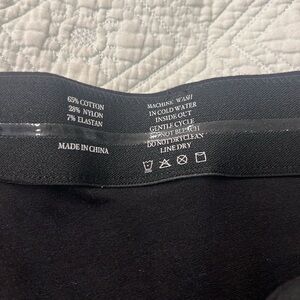 65% COTTON
28% NYLON
7% ELASTAN
MADE IN CHINA
MACHINE WASH
IN COLD WATER
INSIDE OUT
GENTLE CYCLE
DO NOT BLEACH
DO NOT DRY CLEAN
LINE DRY